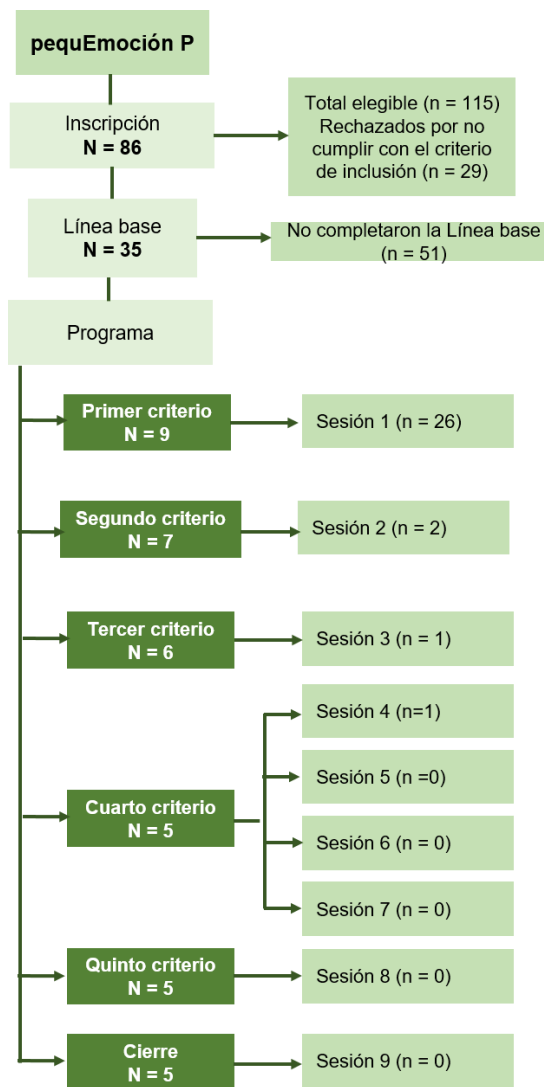 pequEmoción P
Inscripción
N = 86
Total elegible (n = 115)
Rechazados por no
cumplir con el criterio
de inclusión (n = 29)
Línea base
N = 35
No completaron la Línea base
(n = 51)
Programa
Primer criterio
N = 9
Sesión 1 (n = 26)
Segundo criterio
N = 7
Sesión 2 (n = 2)
Tercer criterio
N = 6
Sesión 3 (n = 1)
Cuarto criterio
N = 5
Sesión 4 (n=1)
Sesión 5 (n =0)
Sesión 6 (n = 0)
Sesión 7 (n = 0)
Quinto criterio
N = 5
Sesión 8 (n = 0)
Cierre
N = 5
Sesión 9 (n = 0)